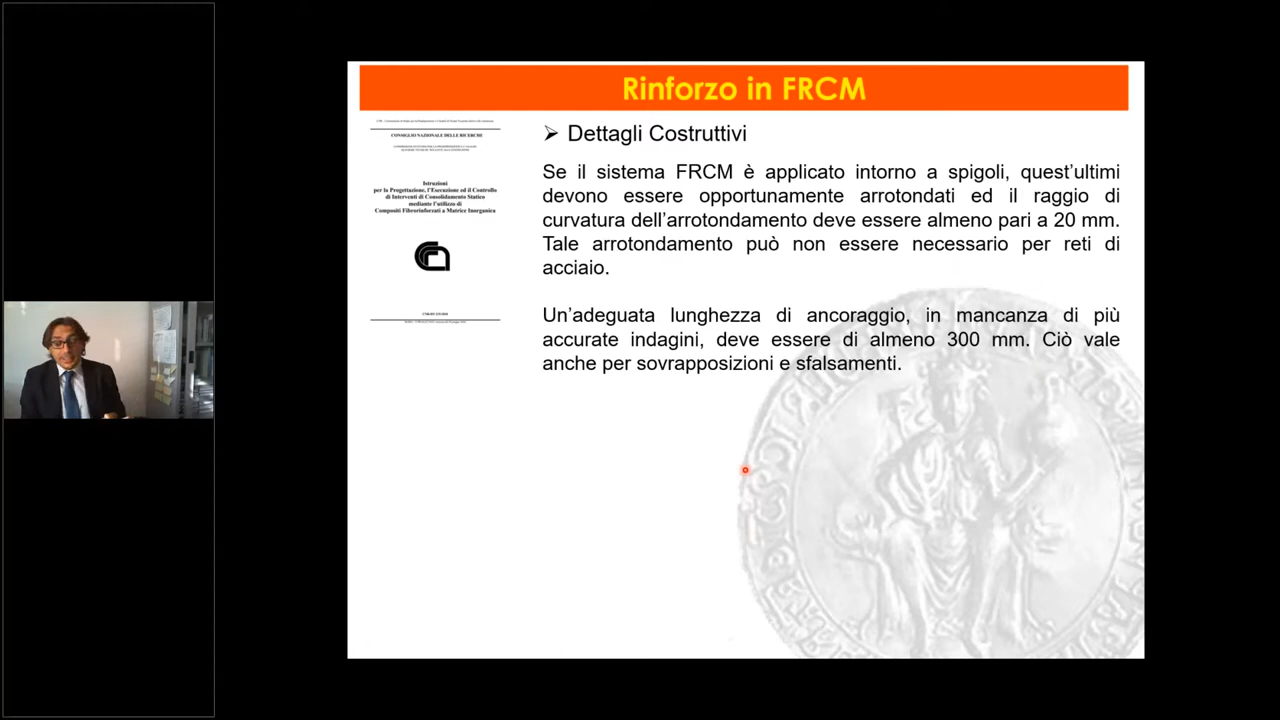 Rinforzo in FRCM
CONSIGLIO NAZIONALE DELLE RICERCHE
Istruzioni
per la Progettazione, l'Esecuzione ed il Controllo
di Interventi di Consolidamento Statico
mediante l'utilizzo di
Compositi Fibrorinforzati a Matrice Inorganica
➢ Dettagli Costruttivi
Se il sistema FRCM è applicato intorno a spigoli, quest'ultimi
devono essere opportunamente arrotondati ed il raggio di
curvatura dell'arrotondamento deve essere almeno pari a 20 mm.
Tale arrotondamento può non essere necessario per reti di
acciaio.
Un'adeguata lunghezza di ancoraggio, in mancanza di più
accurate indagini, deve essere di almeno 300 mm. Ciò vale
anche per sovrapposizioni e sfalsamenti.